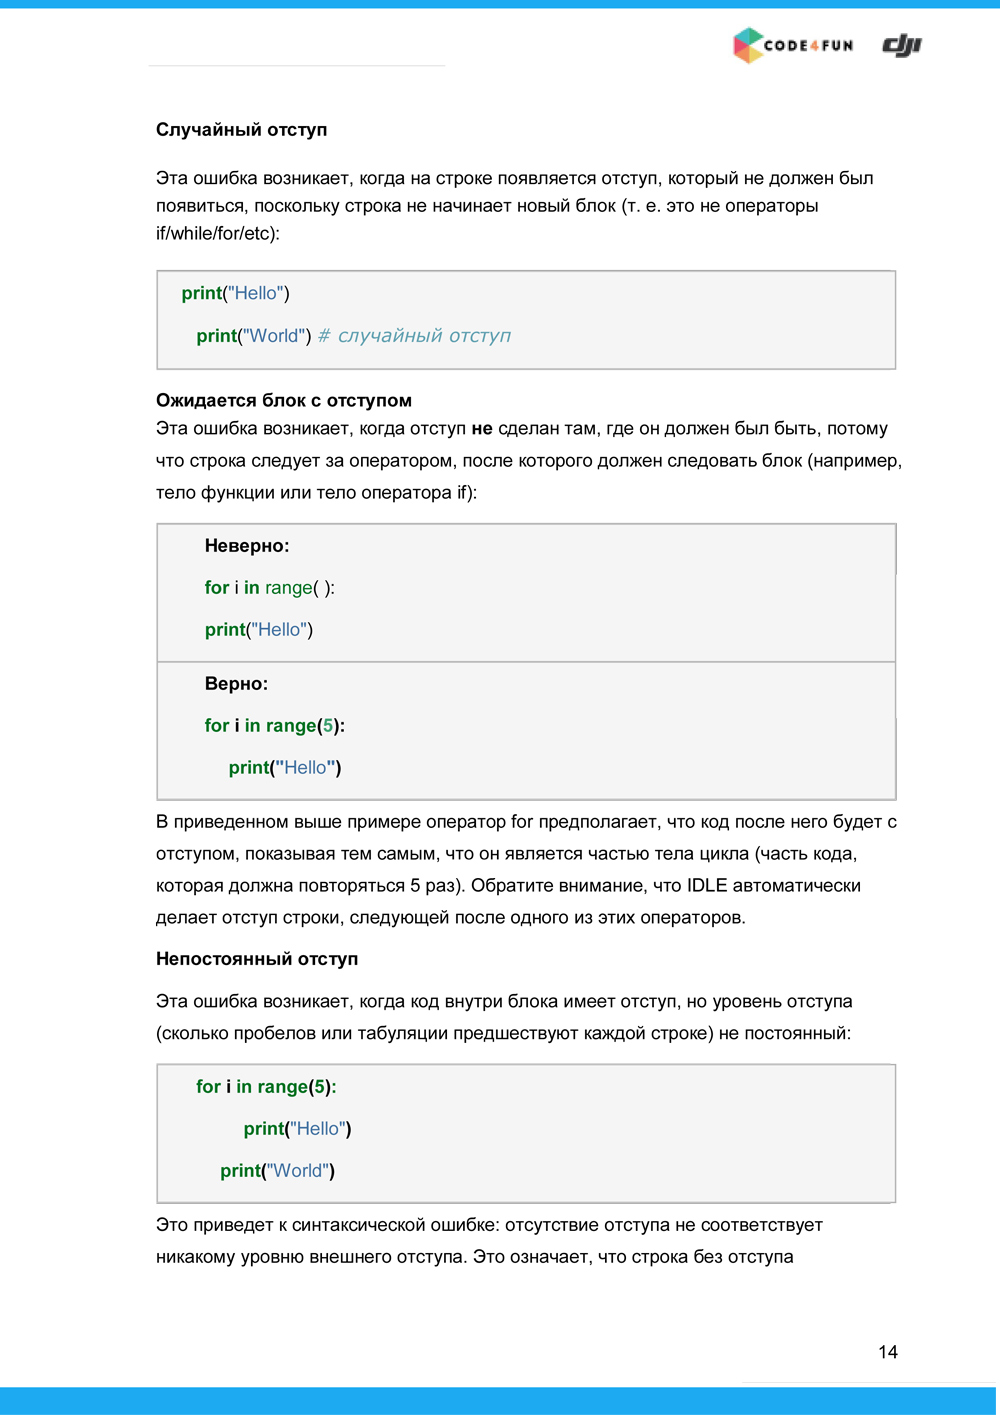 CODE4FUN dji
Случайный отступ
Эта ошибка возникает, когда на строке появляется отступ, который не должен был
появиться, поскольку строка не начинает новый блок (т. е. это не операторы
if/while/for/etc):
print("Hello")
print("World") # случайный отступ
Ожидается блок с отступом
Эта ошибка возникает, когда отступ не сделан там, где он должен был быть, потому
что строка следует за оператором, после которого должен следовать блок (например,
тело функции или тело оператора if):
Неверно:
for i in range( ):
print("Hello")
Верно:
for i in range(5):
print("Hello")
В приведенном выше примере оператор for предполагает, что код после него будет с
отступом, показывая тем самым, что он является частью тела цикла (часть кода,
которая должна повторяться 5 раз). Обратите внимание, что IDLE автоматически
делает отступ строки, следующей после одного из этих операторов.
Непостоянный отступ
Эта ошибка возникает, когда код внутри блока имеет отступ, но уровень отступа
(сколько пробелов или табуляции предшествуют каждой строке) не постоянный:
for i in range(5):
print("Hello")
print("World")
Это приведет к синтаксической ошибке: отсутствие отступа не соответствует
никакому уровню внешнего отступа. Это означает, что строка без отступа
14